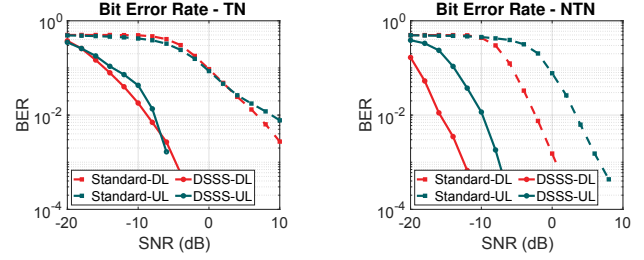 Bit Error Rate - TN
10^0
10^-2
10^-4
BER
-20
-10
0
10
SNR (dB)
Standard-DL
DSSS-DL
Standard-UL
DSSS-UL
Bit Error Rate - NTN
10^0
10^-2
10^-4
BER
-20
-10
0
10
SNR (dB)
Standard-DL
DSSS-DL
Standard-UL
DSSS-UL